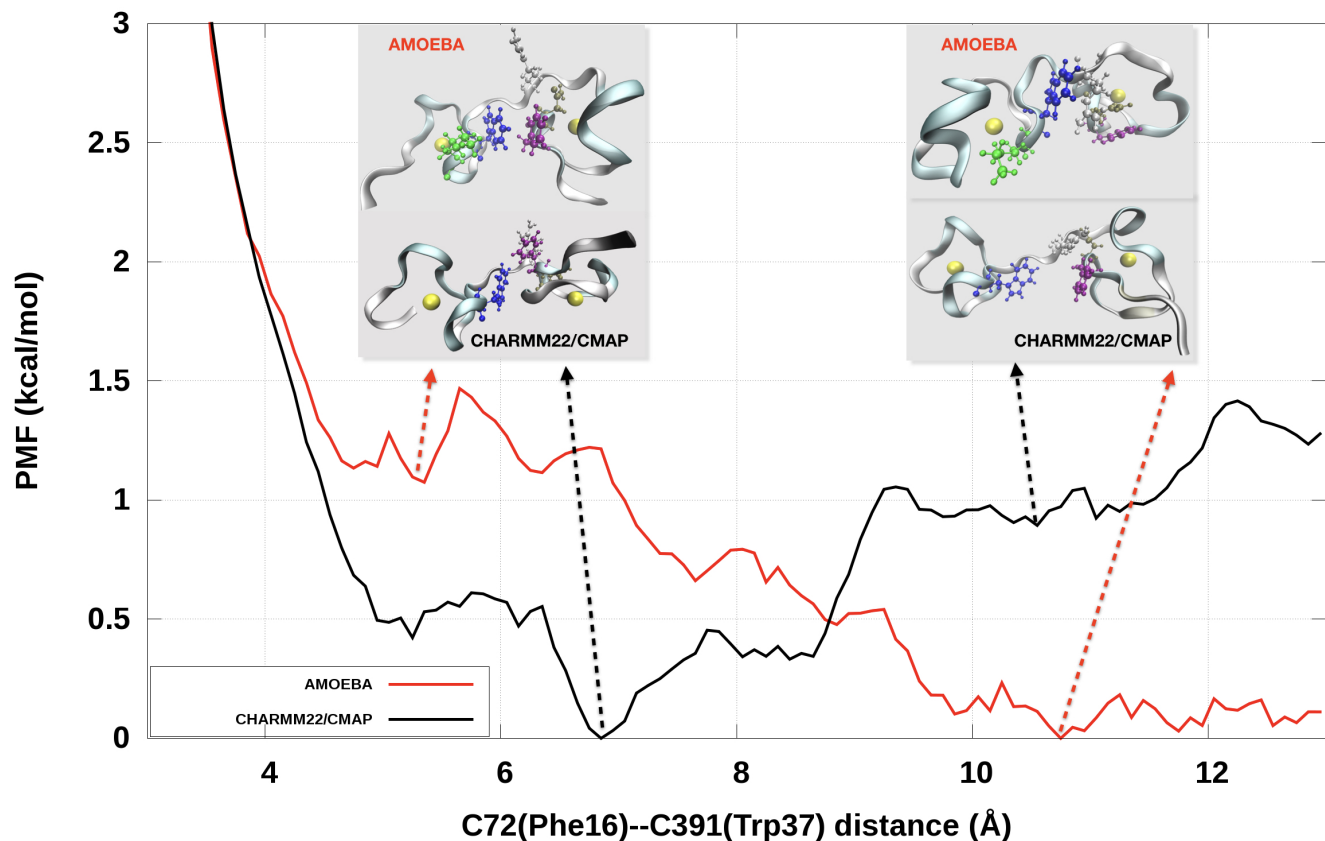 3
2.5
2
1.5
1
0.5
0
PMF (kcal/mol)
AMOEBA
CHARMM22/CMAP
AMOEBA
CHARMM22/CMAP
AMOEBA
CHARMM22/CMAP
4
6
8
10
12
C72(Phe16)--C391(Trp37) distance (Å)